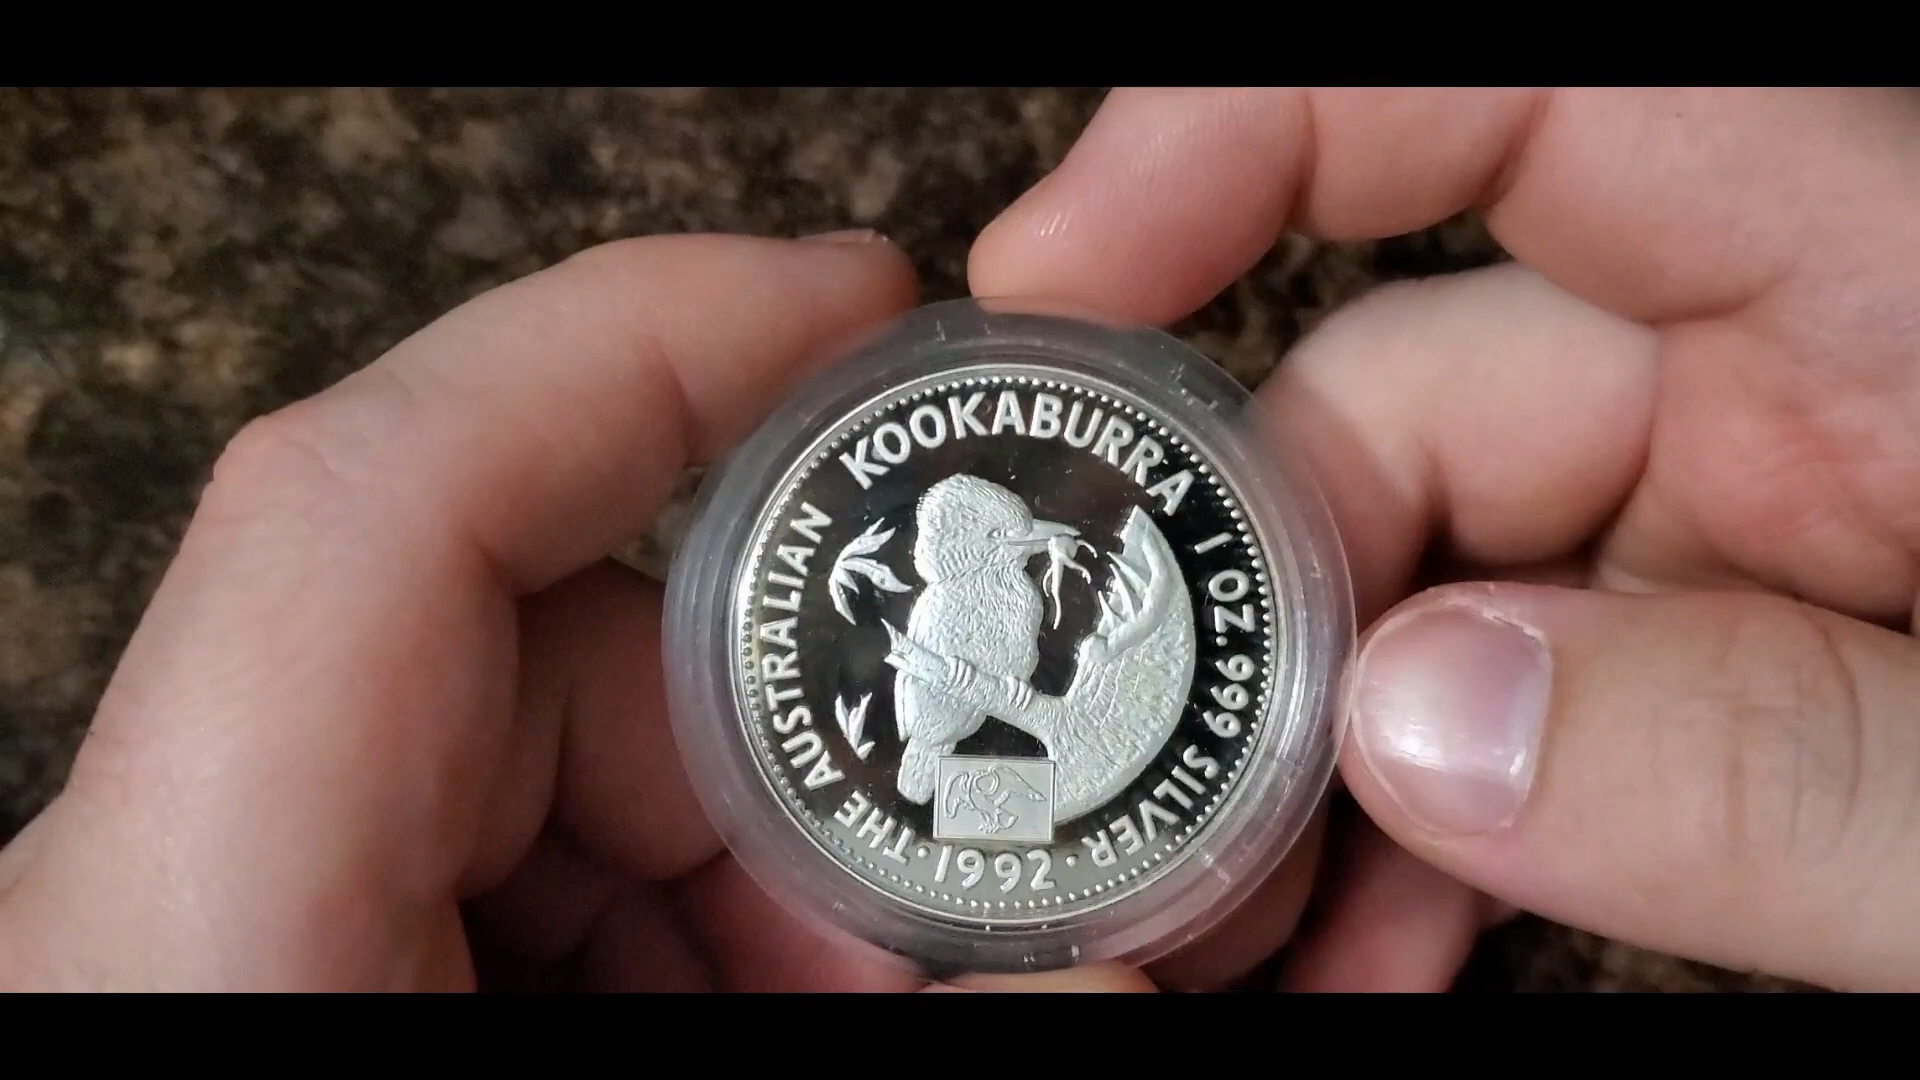 THE AUSTRALIAN KOOKABURRA 1 OZ. 999 SILVER
· 1992 ·